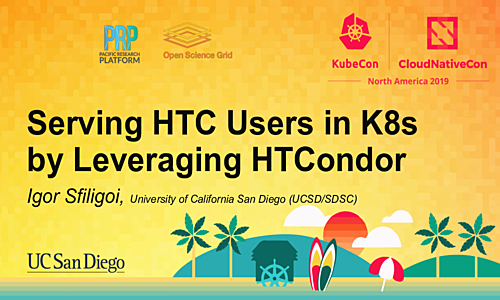 PRP
PACIFIC RESEARCH
PLATFORM
Open Science Grid
KubeCon
CloudNativeCon
North America 2019
Serving HTC Users in K8s
by Leveraging HTCondor
Igor Sfiligoi, University of California San Diego (UCSD/SDSC)
UC San Diego